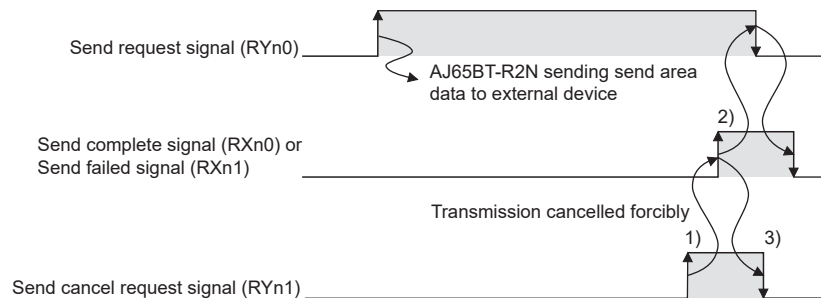 Send request signal (RYn0)
AJ65BT-R2N sending send area
data to external device
2)
Send complete signal (RXn0) or
Send failed signal (RXn1)
Transmission cancelled forcibly
1)
3)
Send cancel request signal (RYn1)